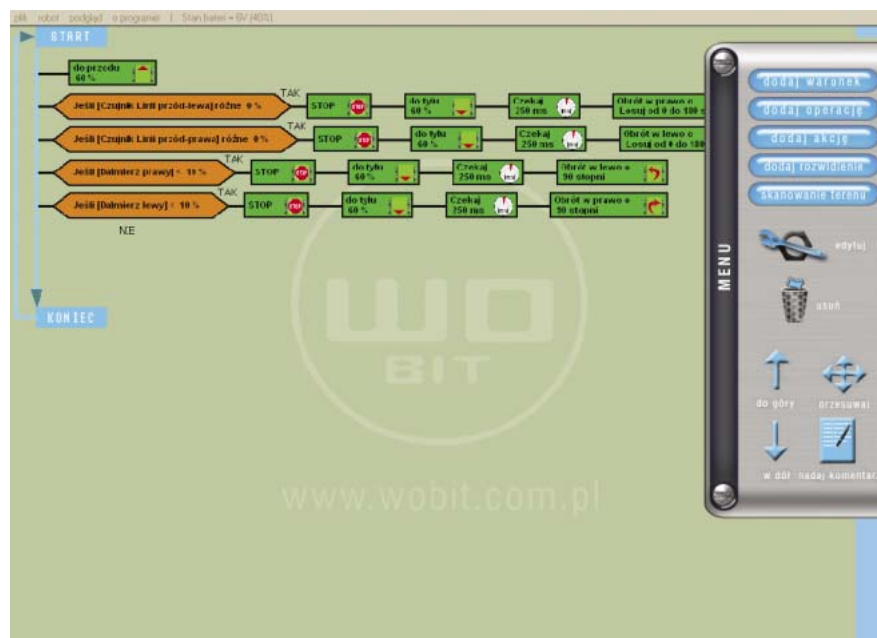 plik robot podgląd o programie | Stan baterii = 6V (40%)
START
do przodu
60 %
TAK
Jeśli [Czujnik Linii przód-lewa] różne 0 %
STOP
STOP
do tyłu
60 %
Czekaj
250 ms
Obrót w prawo o
Losuj od 0 do 180 s
TAK
Jeśli [Czujnik Linii przód-prawa] różne 0 %
STOP
STOP
do tyłu
60 %
Czekaj
250 ms
Obrót w lewo o
Losuj od 0 do 180
TAK
Jeśli [Dalmierz prawy] < 10 %
STOP
STOP
do tyłu
60 %
Czekaj
250 ms
Obrót w lewo o
90 stopni
TAK
Jeśli [Dalmierz lewy] < 10 %
STOP
STOP
do tyłu
60 %
Czekaj
250 ms
Obrót w prawo o
90 stopni
NIE
KONIEC
WO
BIT
www.wobit.com.pl
MENU
dodaj warunek
dodaj operację
dodaj akcję
dodaj rozwidlenie
skanowanie terenu
edytuj
usuń
do góry
przesuwaj
w dół
nadaj komentarz